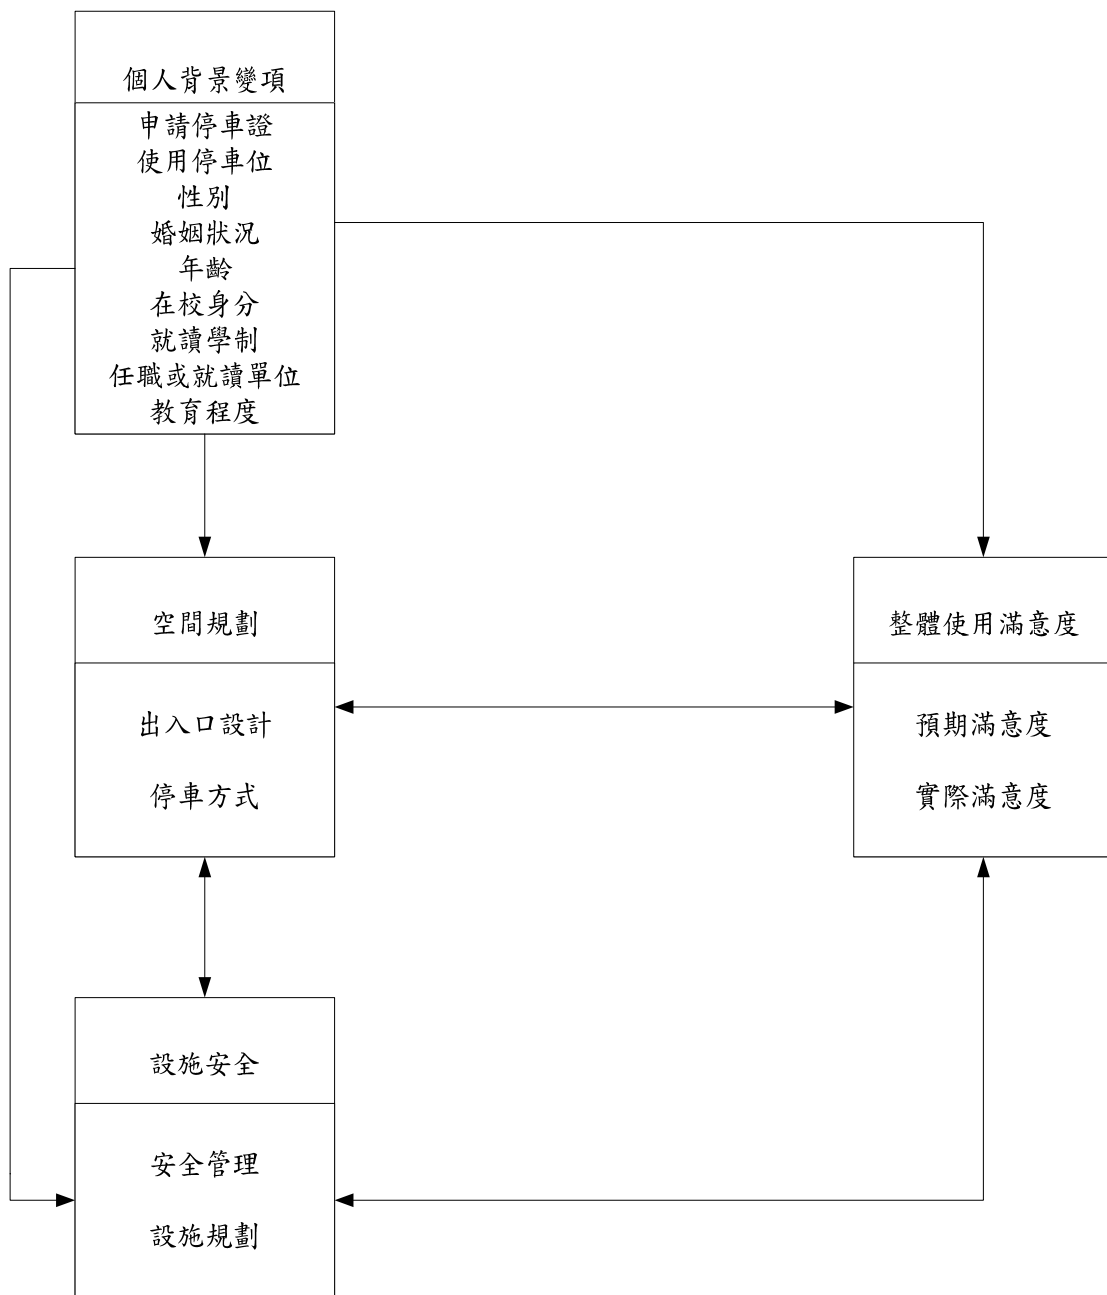 個人背景變項
申請停車證
使用停車位
性別
婚姻狀況
年齡
在校身分
就讀學制
任職或就讀單位
教育程度
空間規劃
出入口設計
停車方式
整體使用滿意度
預期滿意度
實際滿意度
設施安全
安全管理
設施規劃